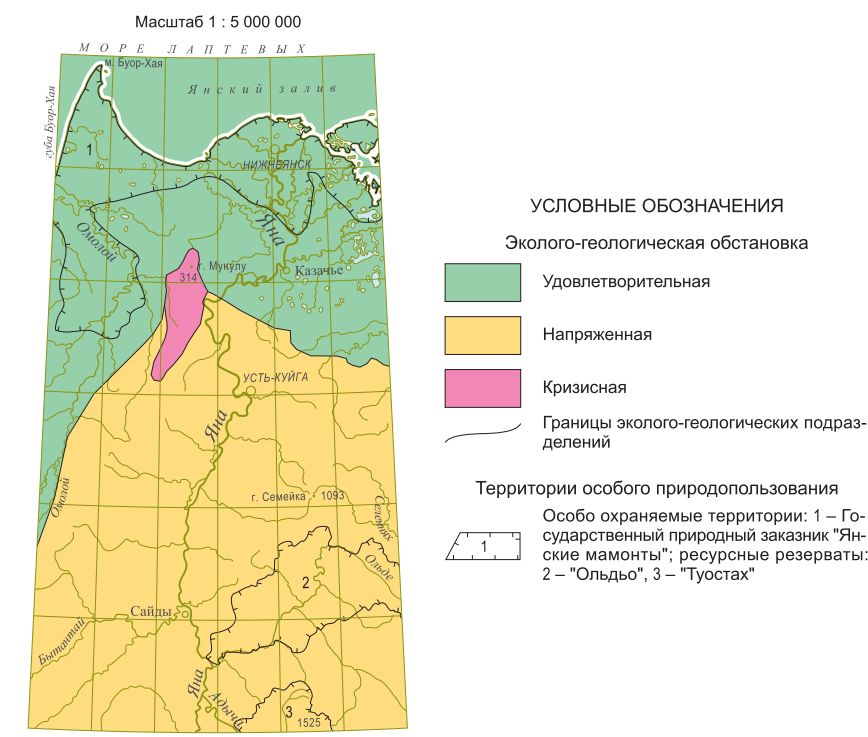 Масштаб 1 : 5 000 000
МОРЕ ЛАПТЕВЫХ
м. Буор-Хая
Янский залив
губа Буор-Хая
1
НИЖНЕЯНСК
Яна
Омолой
г. Мукулу
314
Казачье
УСТЬ-КУЙГА
Яна
Омолой
г. Семейка 1093
Селеннях
Ольде
2
Сайды
Бытантай
Яна
Адыча
3
1525
УСЛОВНЫЕ ОБОЗНАЧЕНИЯ
Эколого-геологическая обстановка
Удовлетворительная
Напряженная
Кризисная
Границы эколого-геологических подраз-
делений
Территории особого природопользования
1
Особо охраняемые территории: 1 – Го-
сударственный природный заказник "Ян-
ские мамонты"; ресурсные резерваты:
2 – "Ольдьо", 3 – "Туостах"